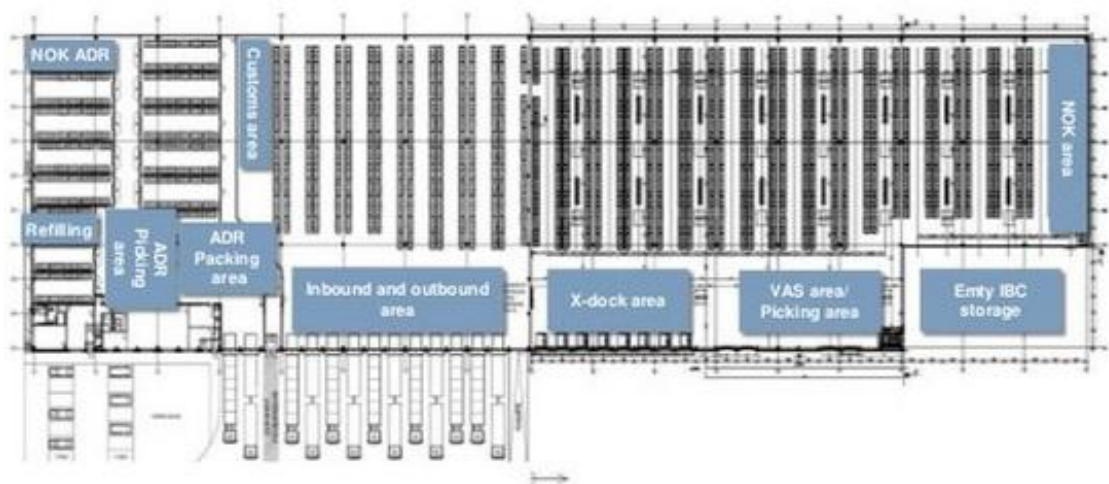 NOK ADR
Customs area
NOK area
Refilling
ADR
Picking
area
ADR
Packing
area
Inbound and outbound
area
X-dock area
VAS area/
Picking area
Emty IBC
storage